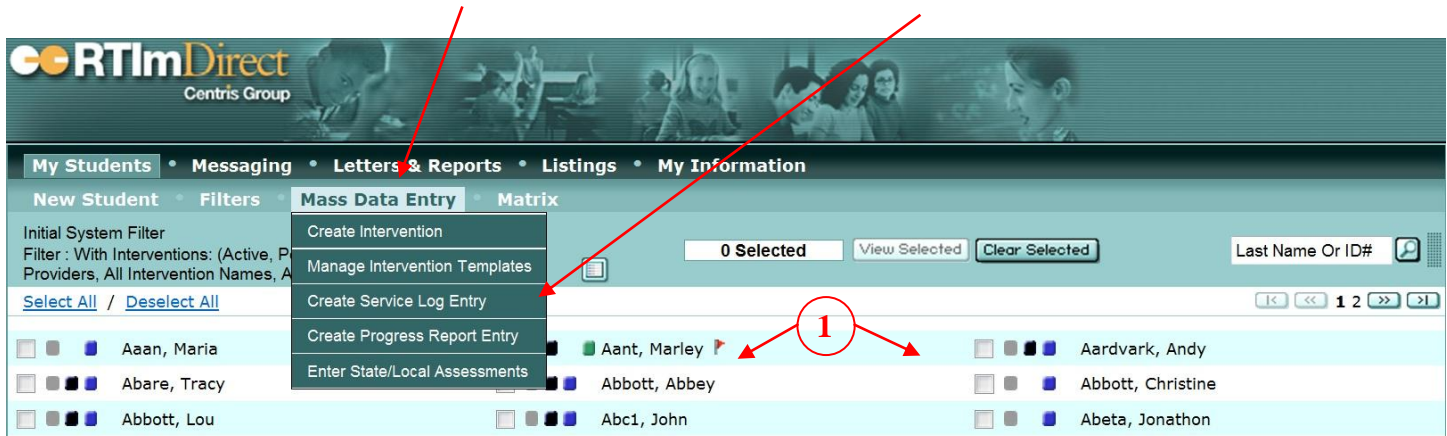 RTImDirect
Centris Group
My Students • Messaging • Letters & Reports • Listings • My Information
New Student • Filters • Mass Data Entry • Matrix
Initial System Filter
Filter : With Interventions: (Active, P
Providers, All Intervention Names, A
Create Intervention
Manage Intervention Templates
Create Service Log Entry
Create Progress Report Entry
Enter State/Local Assessments
0 Selected View Selected Clear Selected Last Name Or ID#
Select All / Deselect All
1 2
1
Aaan, Maria Aant, Marley Aardvark, Andy
Abare, Tracy Abbott, Abbey Abbott, Christine
Abbott, Lou Abc1, John Abeta, Jonathon